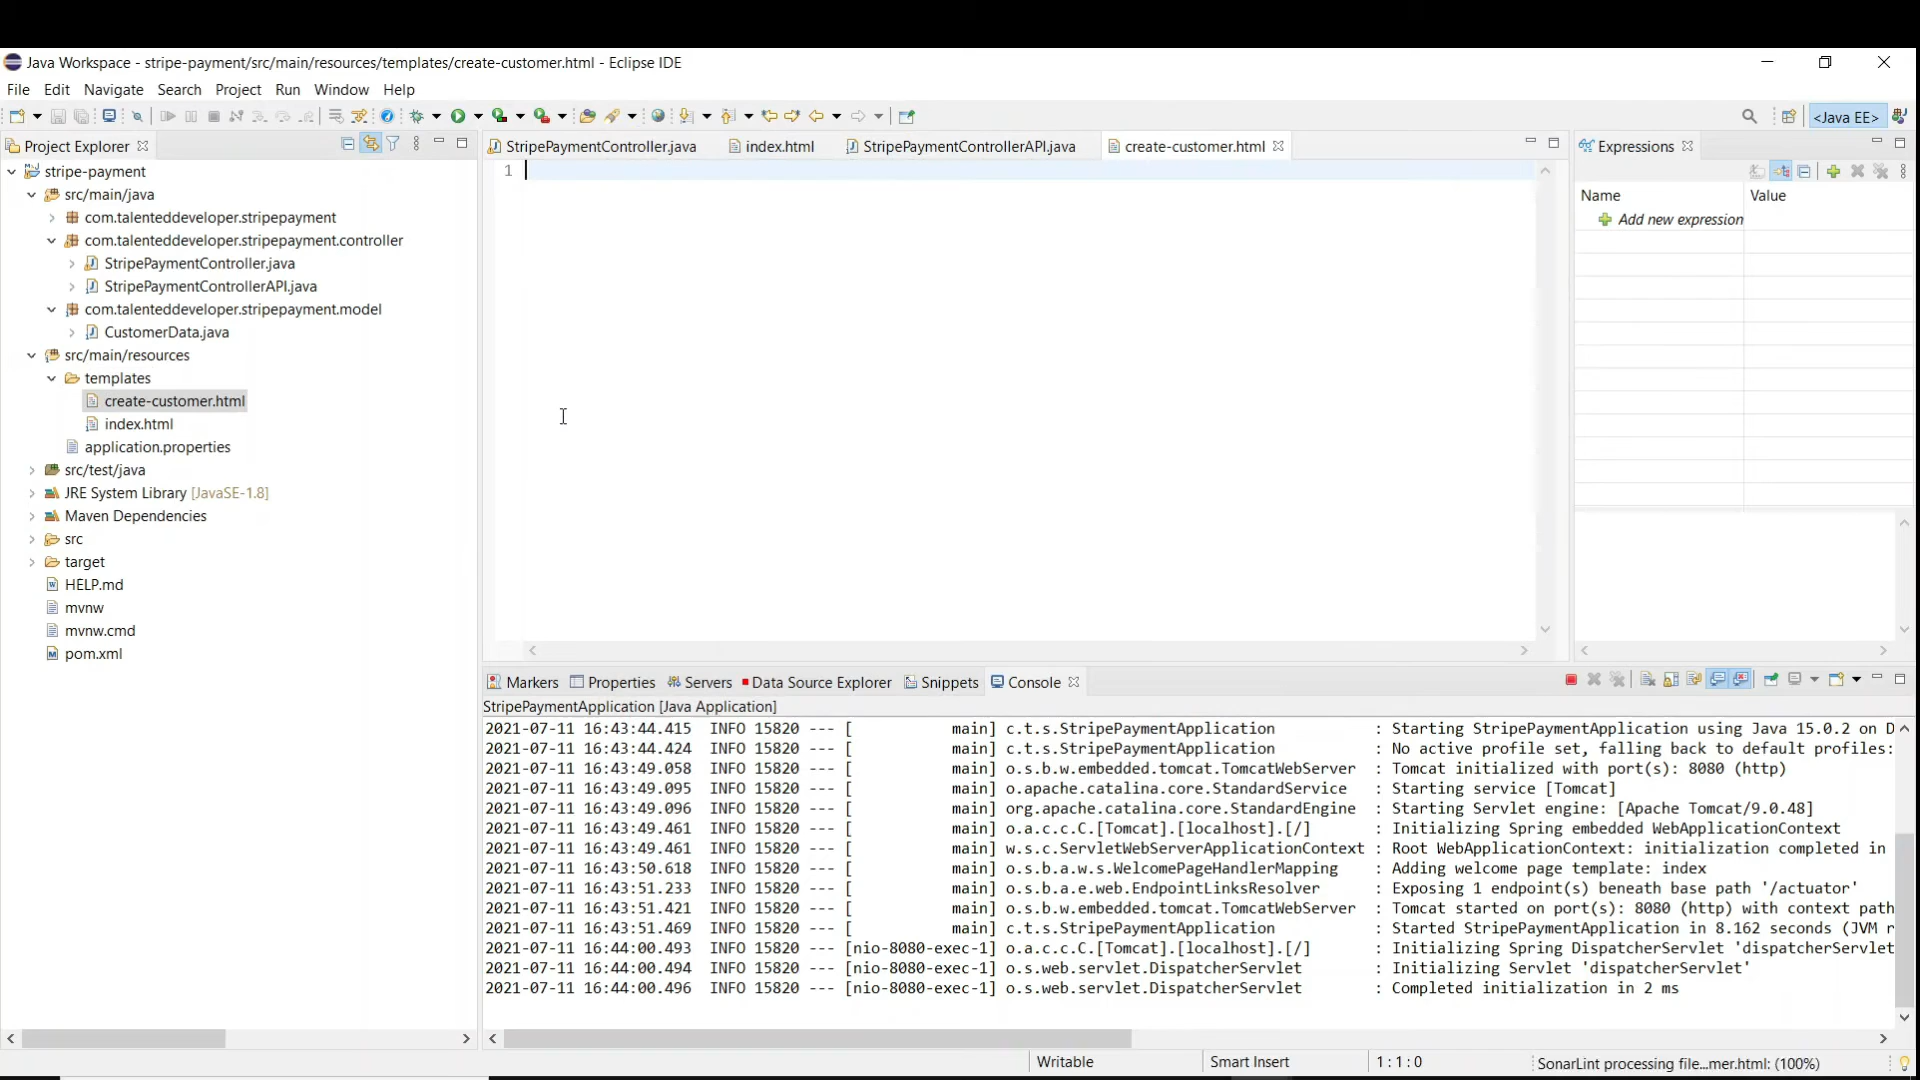 Java Workspace - stripe-payment/src/main/resources/templates/create-customer.html - Eclipse IDE
File Edit Navigate Search Project Run Window Help
<Java EE>
Project Explorer
StripePaymentController.java index.html StripePaymentControllerAPI.java create-customer.html
Expressions
stripe-payment
src/main/java
com.talenteddeveloper.stripepayment
com.talenteddeveloper.stripepayment.controller
StripePaymentController.java
StripePaymentControllerAPI.java
com.talenteddeveloper.stripepayment.model
CustomerData.java
src/main/resources
templates
create-customer.html
index.html
application.properties
src/test/java
JRE System Library [JavaSE-1.8]
Maven Dependencies
src
target
HELP.md
mvnw
mvnw.cmd
pom.xml
1
Name Value
Add new expression
Markers Properties Servers Data Source Explorer Snippets Console
StripePaymentApplication [Java Application]
2021-07-11 16:43:44.415 INFO 15820 --- [ main] c.t.s.StripePaymentApplication : Starting StripePaymentApplication using Java 15.0.2 on D
2021-07-11 16:43:44.424 INFO 15820 --- [ main] c.t.s.StripePaymentApplication : No active profile set, falling back to default profiles:
2021-07-11 16:43:49.058 INFO 15820 --- [ main] o.s.b.w.embedded.tomcat.TomcatWebServer : Tomcat initialized with port(s): 8080 (http)
2021-07-11 16:43:49.095 INFO 15820 --- [ main] o.apache.catalina.core.StandardService : Starting service [Tomcat]
2021-07-11 16:43:49.096 INFO 15820 --- [ main] org.apache.catalina.core.StandardEngine : Starting Servlet engine: [Apache Tomcat/9.0.48]
2021-07-11 16:43:49.461 INFO 15820 --- [ main] o.a.c.c.C.[Tomcat].[localhost].[/] : Initializing Spring embedded WebApplicationContext
2021-07-11 16:43:49.461 INFO 15820 --- [ main] w.s.c.ServletWebServerApplicationContext : Root WebApplicationContext: initialization completed in
2021-07-11 16:43:50.618 INFO 15820 --- [ main] o.s.b.a.w.s.WelcomePageHandlerMapping : Adding welcome page template: index
2021-07-11 16:43:51.233 INFO 15820 --- [ main] o.s.b.a.e.web.EndpointLinksResolver : Exposing 1 endpoint(s) beneath base path '/actuator'
2021-07-11 16:43:51.421 INFO 15820 --- [ main] o.s.b.w.embedded.tomcat.TomcatWebServer : Tomcat started on port(s): 8080 (http) with context path
2021-07-11 16:43:51.469 INFO 15820 --- [ main] c.t.s.StripePaymentApplication : Started StripePaymentApplication in 8.162 seconds (JVM r
2021-07-11 16:44:00.493 INFO 15820 --- [nio-8080-exec-1] o.a.c.c.C.[Tomcat].[localhost].[/] : Initializing Spring DispatcherServlet 'dispatcherServlet
2021-07-11 16:44:00.494 INFO 15820 --- [nio-8080-exec-1] o.s.web.servlet.DispatcherServlet : Initializing Servlet 'dispatcherServlet'
2021-07-11 16:44:00.496 INFO 15820 --- [nio-8080-exec-1] o.s.web.servlet.DispatcherServlet : Completed initialization in 2 ms
Writable Smart Insert 1 : 1 : 0 SonarLint processing file...mer.html: (100%)